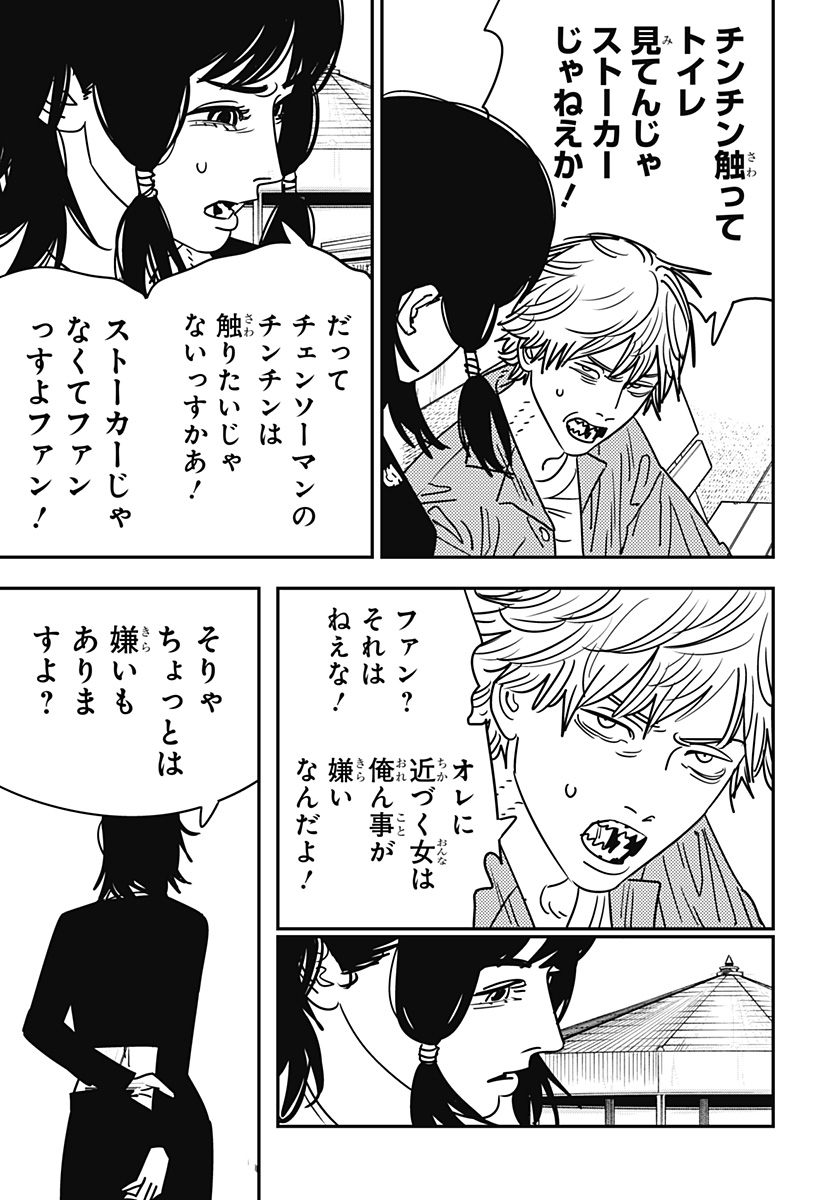 チンチン触って
トイレ
見てんじゃ
ストーカー
じゃねえか！
だって
チェンソーマンの
チンチンは
触りたいじゃ
ないっすかあ！
ストーカーじゃ
なくてファン
っすよファン！
ファン？
それは
ねえな！
オレに
近づく女は
俺ん事が
嫌い
なんだよ！
そりゃ
ちょっとは
嫌いも
ありま
すよ？